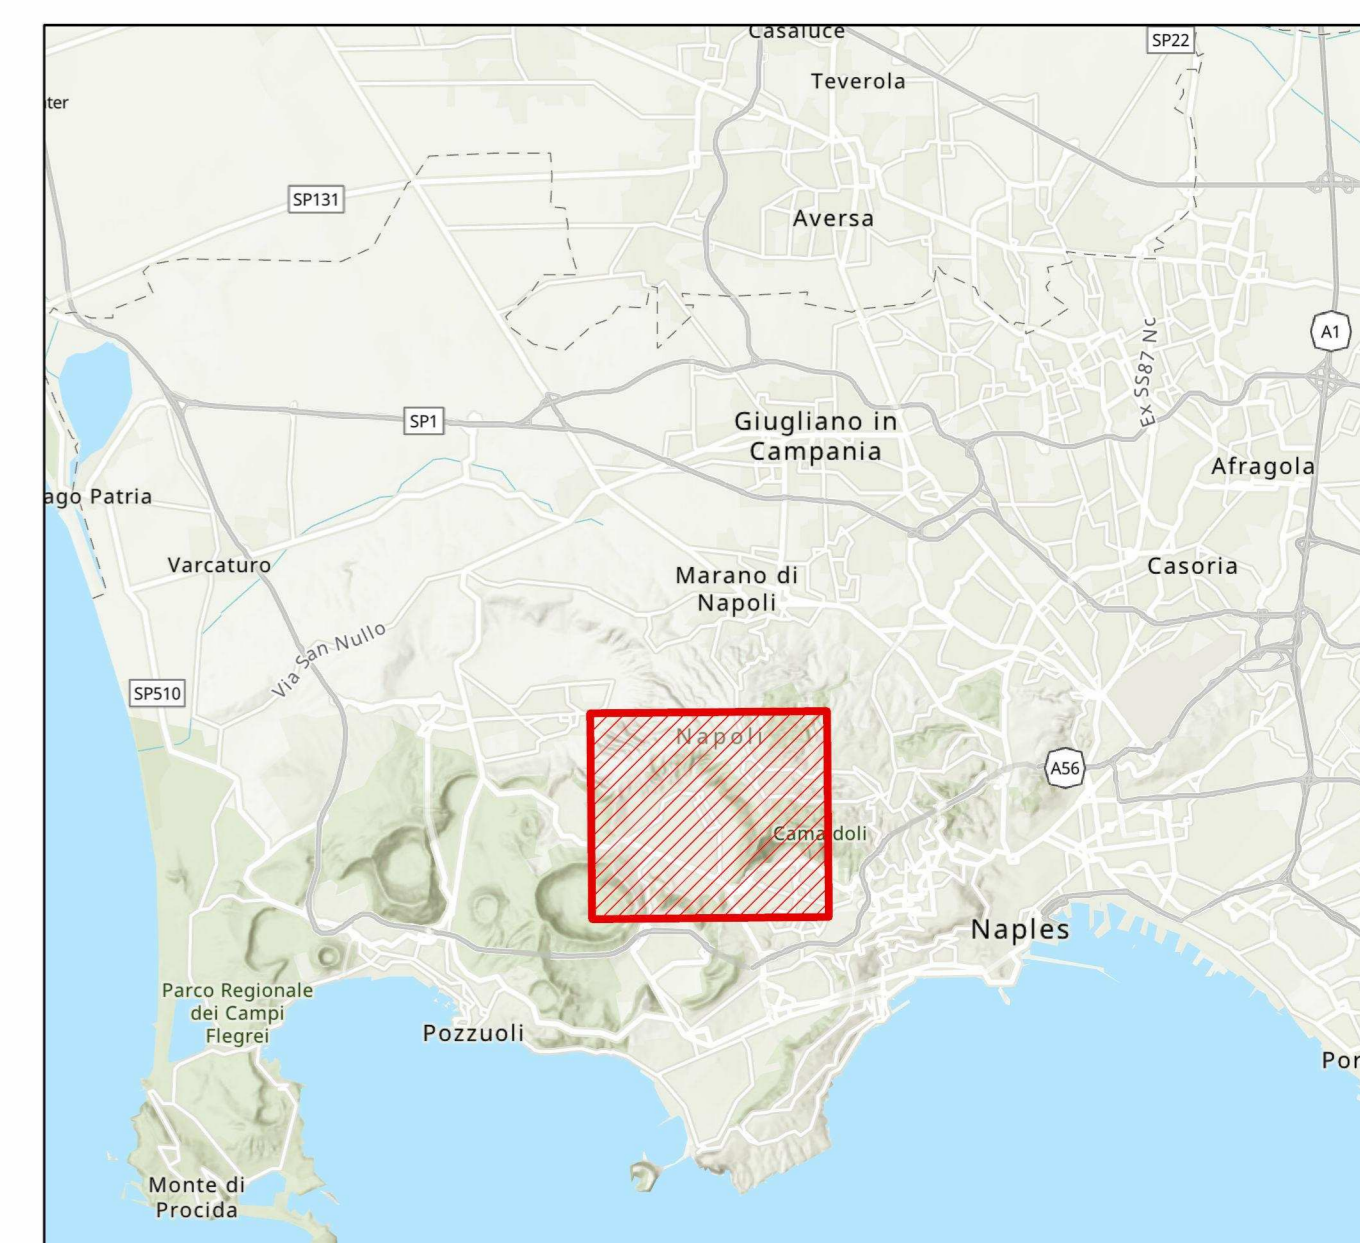 Casaluce
SP22
Teverola
ter
SP131
Aversa
A1
Ex SS87 Nc
SP1
Giugliano in
Campania
Afragola
ago Patria
Varcaturo
Casoria
Marano di
Napoli
Via San Nullo
SP510
Napoli
A56
Camaldoli
Naples
Parco Regionale
dei Campi
Flegrei
Pozzuoli
Por
Monte di
Procida